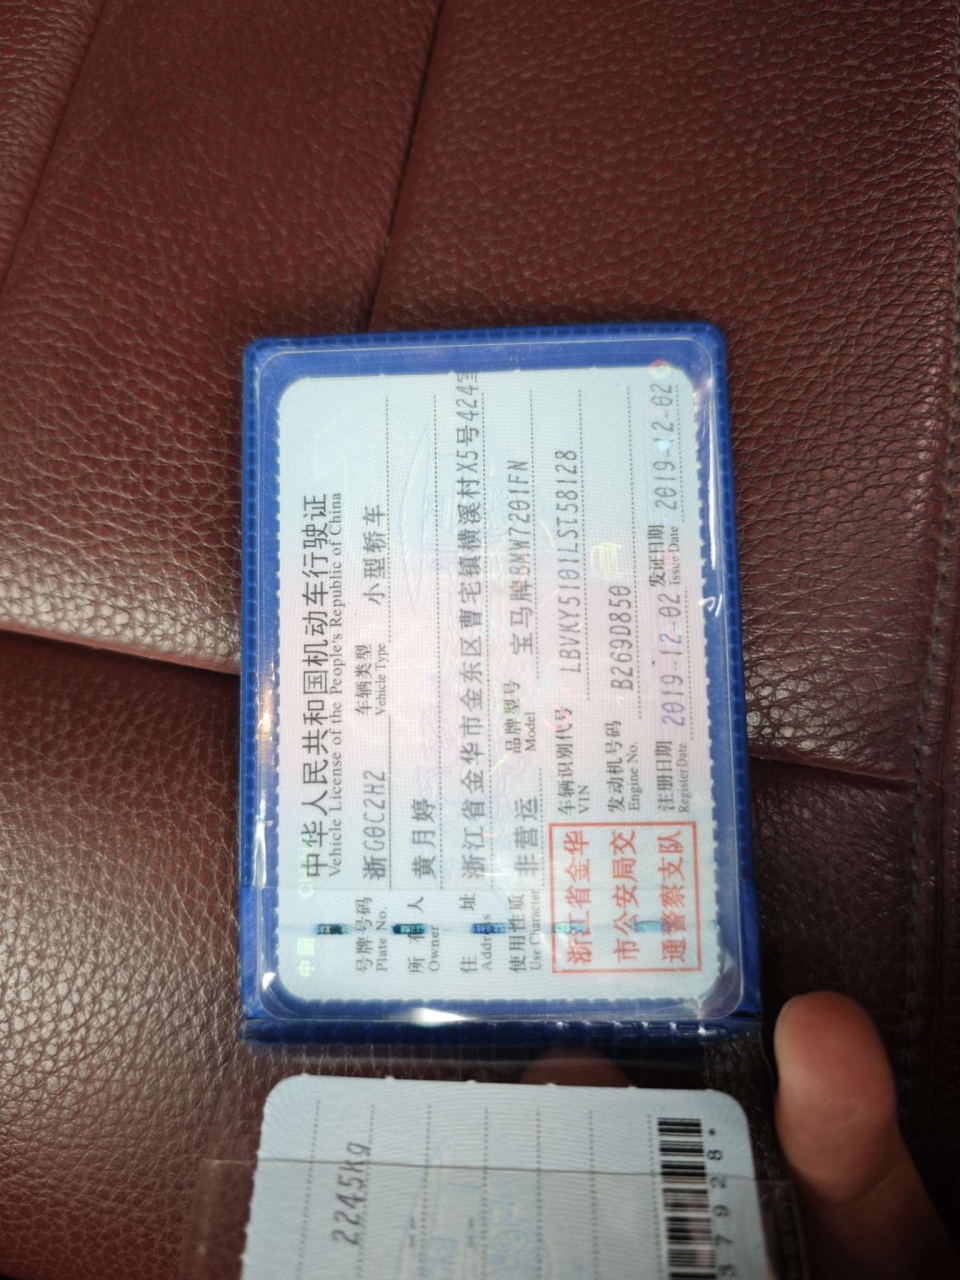 中华人民共和国机动车行驶证
Vehicle License of the People's Republic of China
号牌号码 浙G0C2H2 车辆类型 小型轿车
Plate No. Vehicle Type
所有人 黄月婷
Owner
住址 浙江省金华市金东区曹宅镇横溪村X5号424室
Address
使用性质 非营运 品牌型号 宝马牌BMW7201FN
Use Character Model
浙江省金华
市公安局交
通警察支队
车辆识别代号 LBVKY5101LST58128
VIN
发动机号码 B269D850
Engine No.
注册日期 2019-12-02 发证日期 2019-12-02
Register Date Issue Date
中国
2245kg
37928*